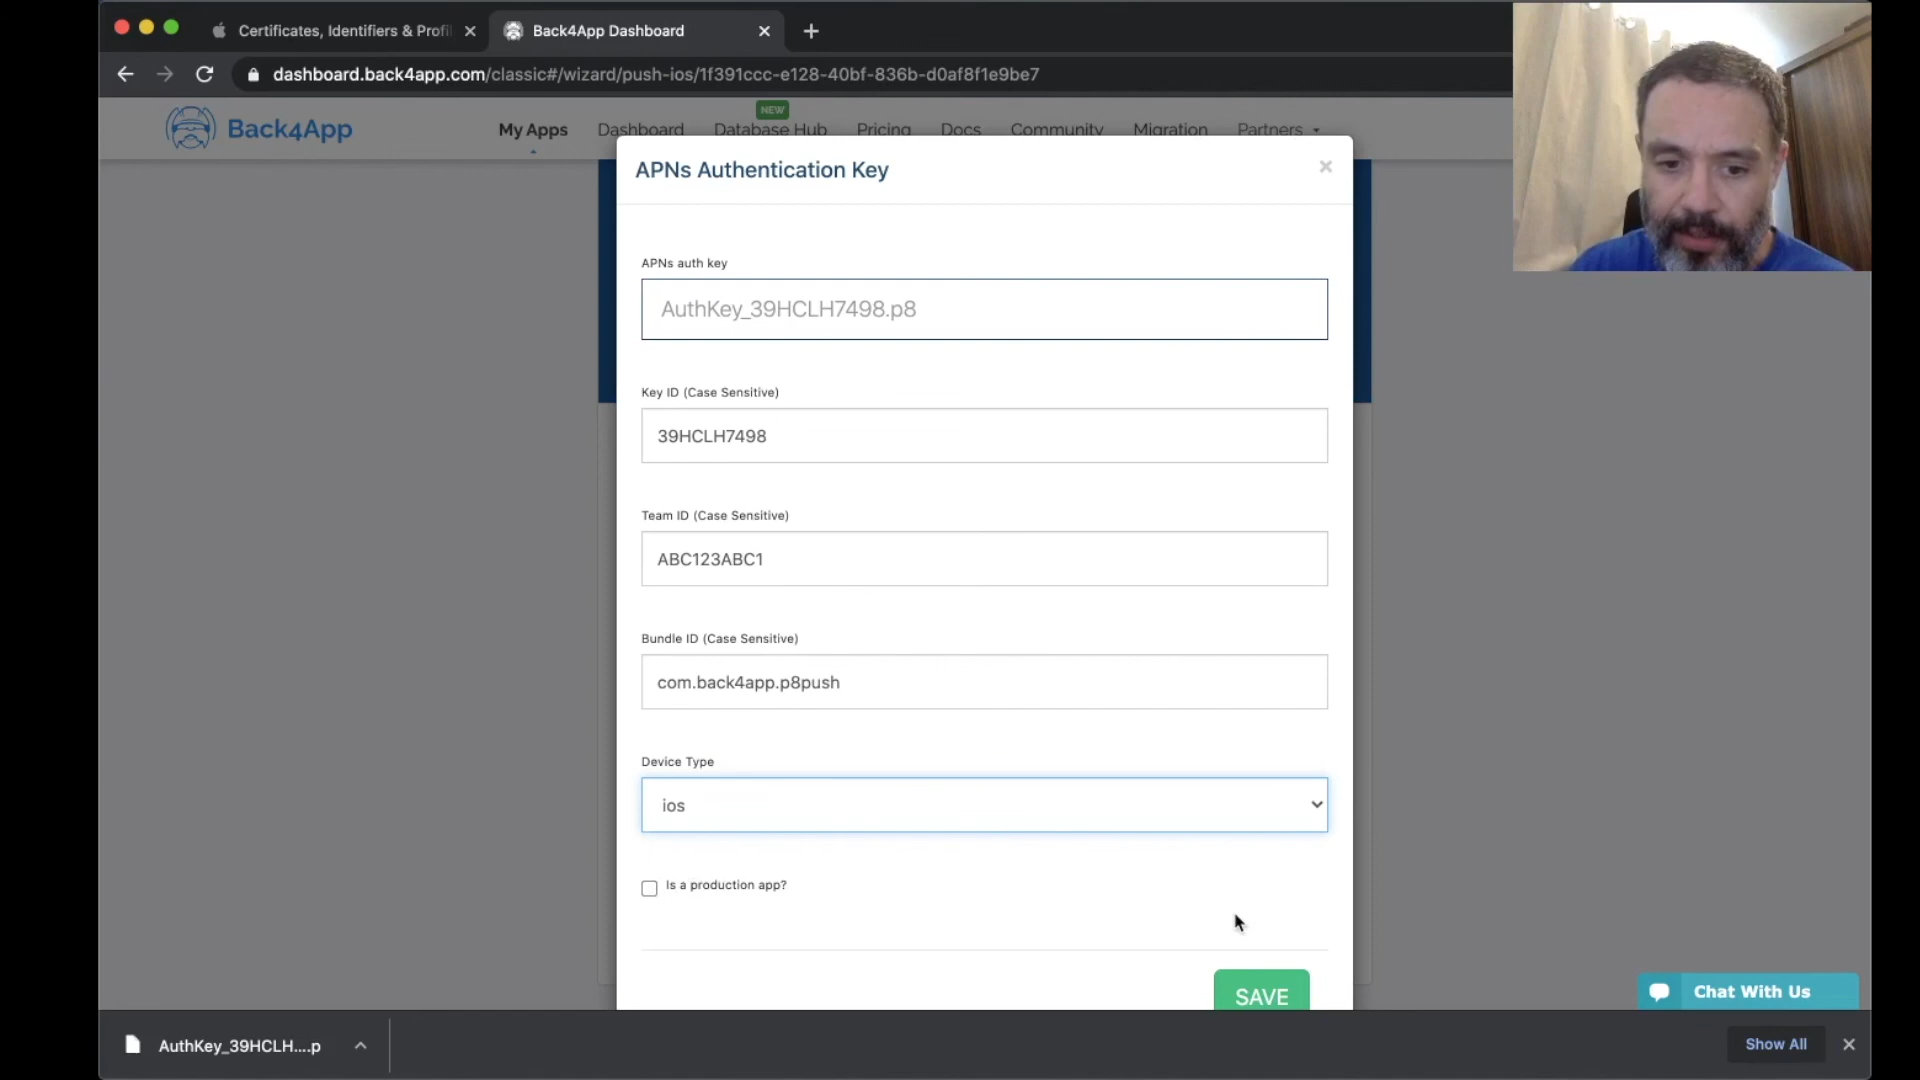 Certificates, Identifiers & Profil
Back4App Dashboard
dashboard.back4app.com/classic#/wizard/push-ios/1f391ccc-e128-40bf-836b-d0af8f1e9be7
Back4App
My Apps
Dashboard
NEW
Database Hub
Pricing
Docs
Community
Migration
Partners
APNs Authentication Key
×
APNs auth key
AuthKey_39HCLH7498.p8
Key ID (Case Sensitive)
39HCLH7498
Team ID (Case Sensitive)
ABC123ABC1
Bundle ID (Case Sensitive)
com.back4app.p8push
Device Type
ios
Is a production app?
SAVE
Chat With Us
AuthKey_39HCLH....p
Show All